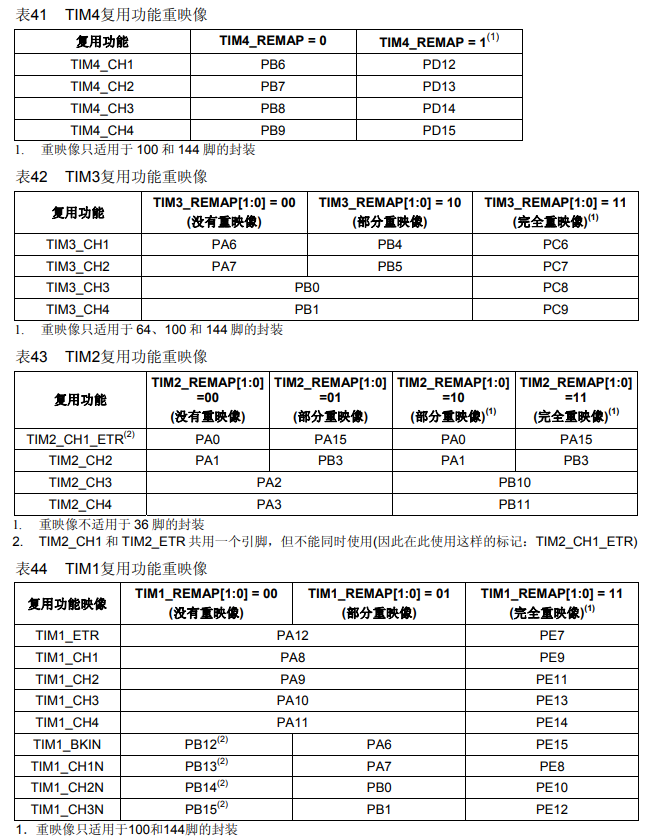 表41 TIM4复用功能重映像
复用功能 TIM4_REMAP = 0 TIM4_REMAP = 1(1)
TIM4_CH1 PB6 PD12
TIM4_CH2 PB7 PD13
TIM4_CH3 PB8 PD14
TIM4_CH4 PB9 PD15
1. 重映像只适用于 100 和 144 脚的封装
表42 TIM3复用功能重映像
复用功能 TIM3_REMAP[1:0] = 00 TIM3_REMAP[1:0] = 10 TIM3_REMAP[1:0] = 11
(没有重映像) (部分重映像) (完全重映像)(1)
TIM3_CH1 PA6 PB4 PC6
TIM3_CH2 PA7 PB5 PC7
TIM3_CH3 PB0 PC8
TIM3_CH4 PB1 PC9
1. 重映像只适用于 64、100 和 144 脚的封装
表43 TIM2复用功能重映像
复用功能 TIM2_REMAP[1:0] TIM2_REMAP[1:0] TIM2_REMAP[1:0] TIM2_REMAP[1:0]
=00 =01 =10 =11
(没有重映像) (部分重映像) (部分重映像)(1) (完全重映像)(1)
TIM2_CH1_ETR(2) PA0 PA15 PA0 PA15
TIM2_CH2 PA1 PB3 PA1 PB3
TIM2_CH3 PA2 PB10
TIM2_CH4 PA3 PB11
1. 重映像不适用于 36 脚的封装
2. TIM2_CH1 和 TIM2_ETR 共用一个引脚，但不能同时使用(因此在此使用这样的标记：TIM2_CH1_ETR)
表44 TIM1复用功能重映像
复用功能映像 TIM1_REMAP[1:0] = 00 TIM1_REMAP[1:0] = 01 TIM1_REMAP[1:0] = 11
(没有重映像) (部分重映像) (完全重映像)(1)
TIM1_ETR PA12 PE7
TIM1_CH1 PA8 PE9
TIM1_CH2 PA9 PE11
TIM1_CH3 PA10 PE13
TIM1_CH4 PA11 PE14
TIM1_BKIN PB12(2) PA6 PE15
TIM1_CH1N PB13(2) PA7 PE8
TIM1_CH2N PB14(2) PB0 PE10
TIM1_CH3N PB15(2) PB1 PE12
1．重映像只适用于100和144脚的封装